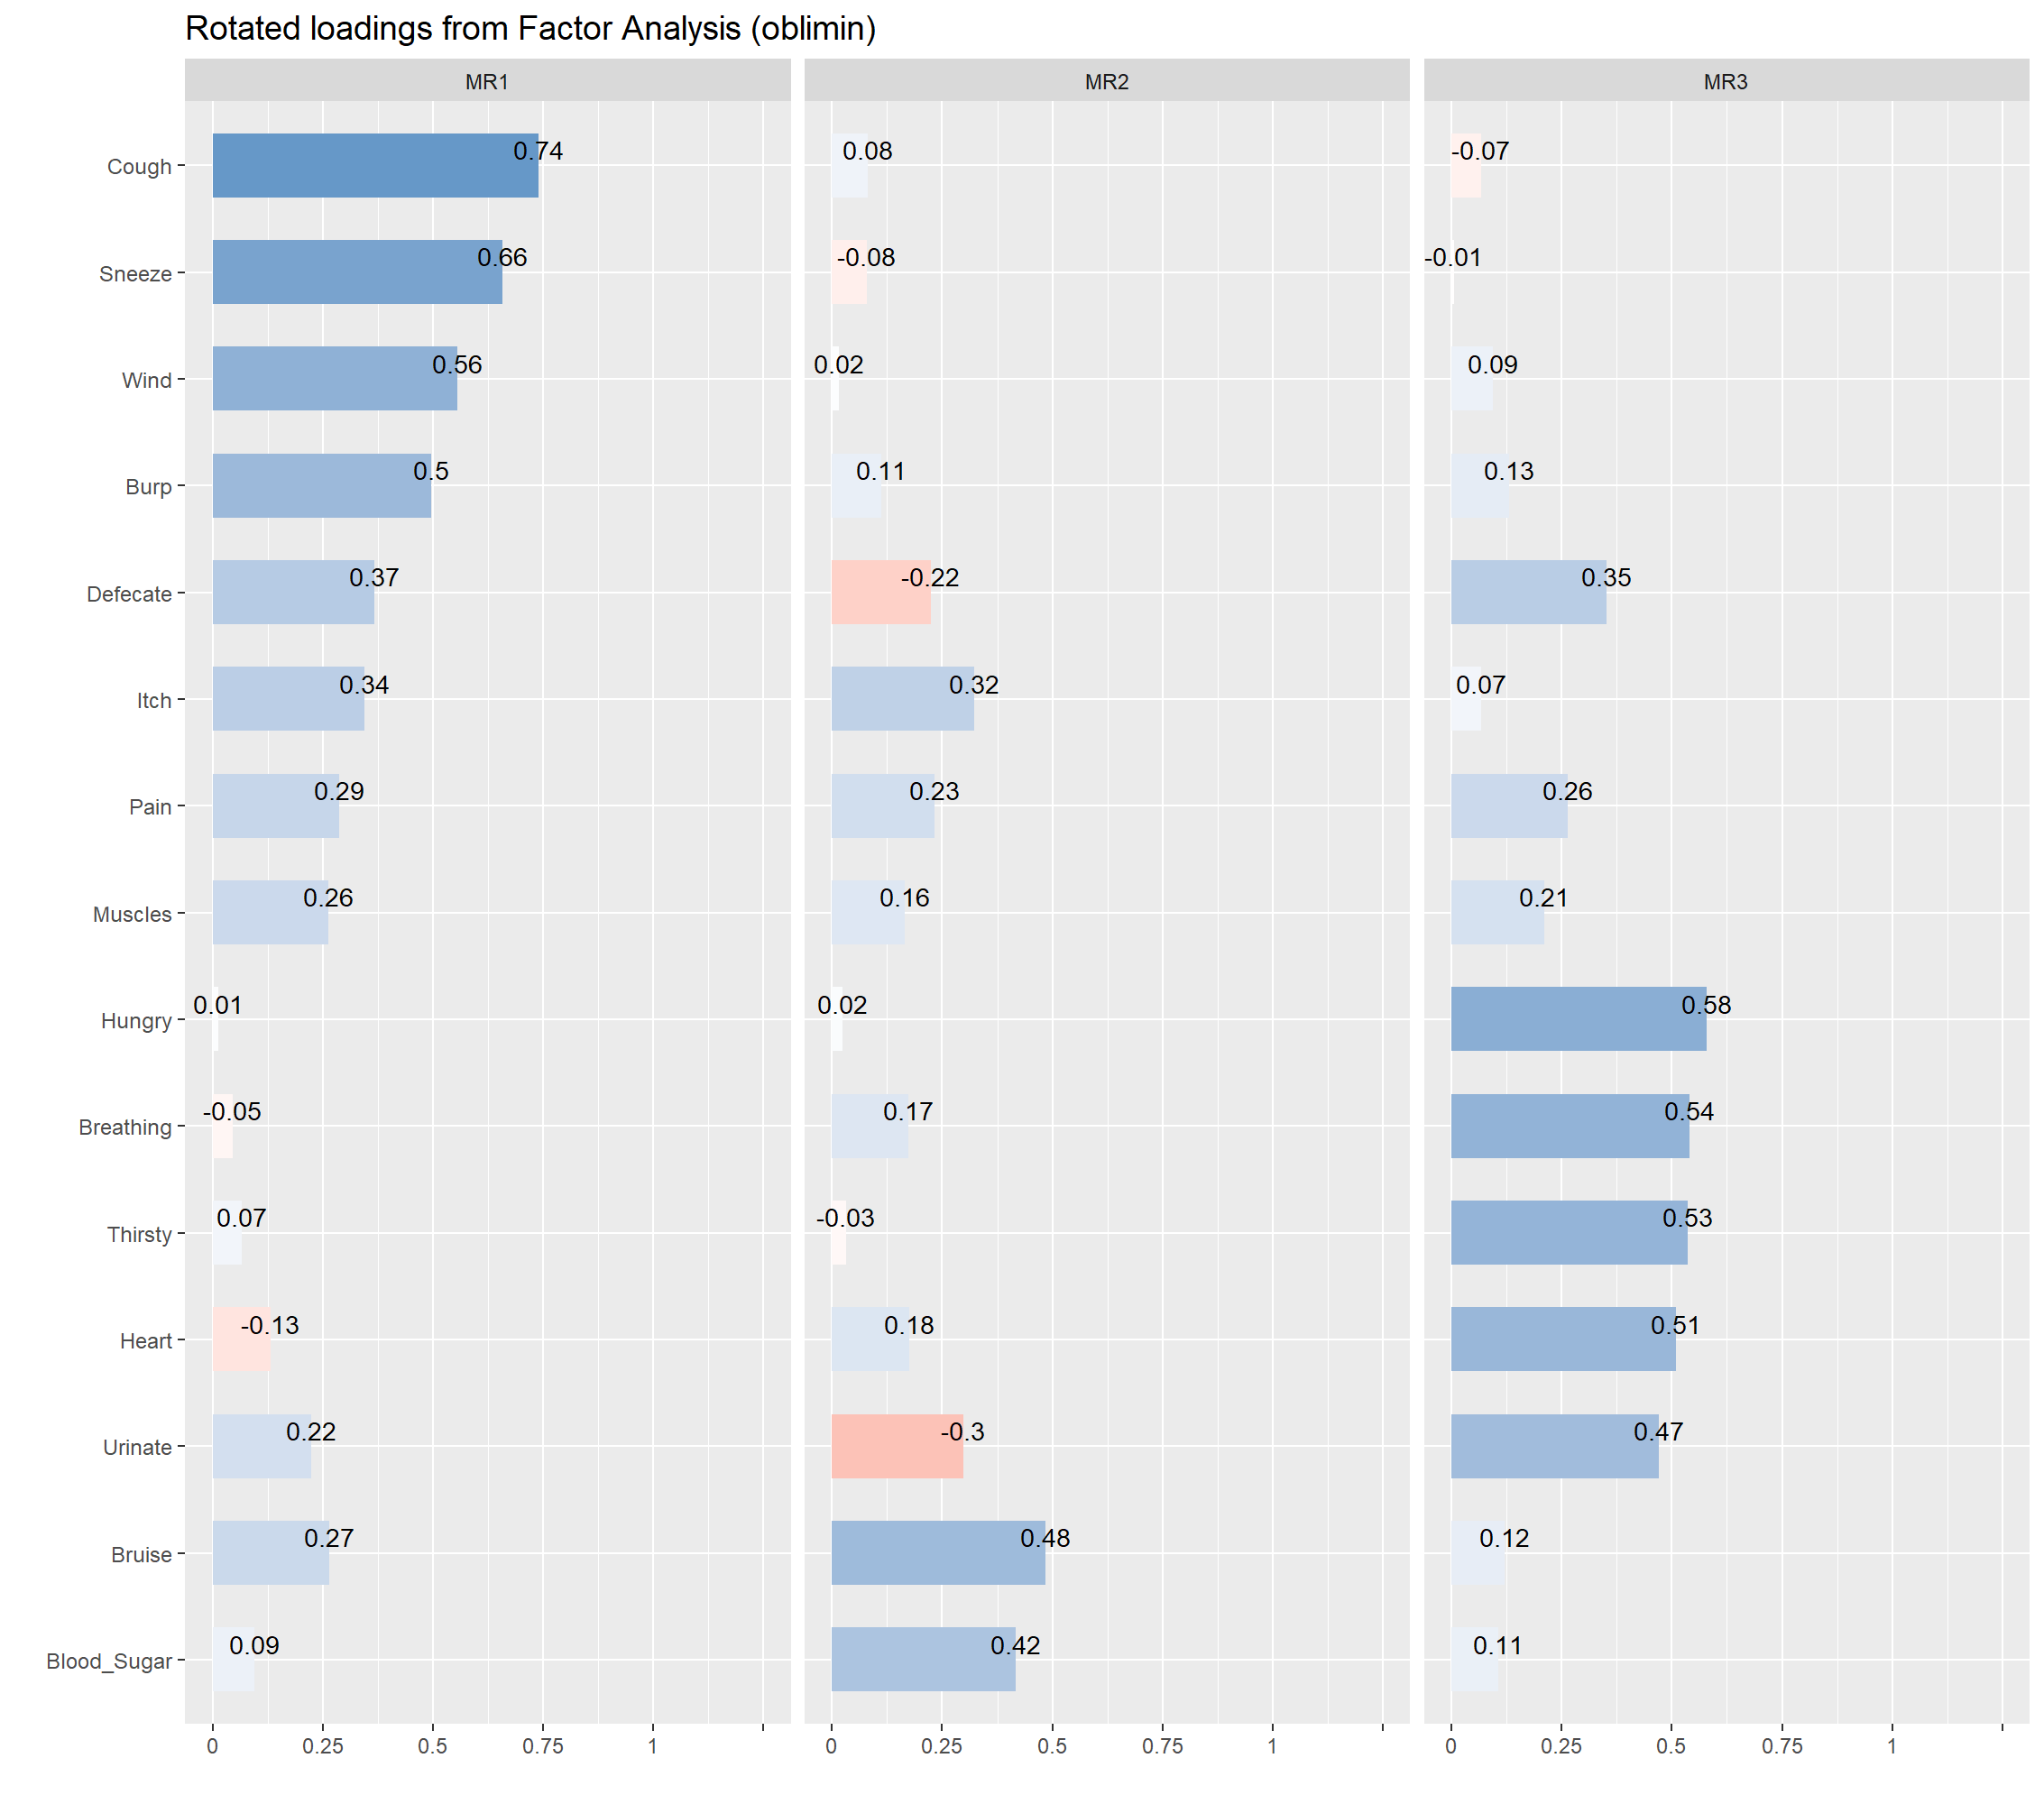 Rotated loadings from Factor Analysis (oblimin)
MR1 MR2 MR3
Cough 0.74 0.08 -0.07
Sneeze 0.66 -0.08 -0.01
Wind 0.56 0.02 0.09
Burp 0.5 0.11 0.13
Defecate 0.37 -0.22 0.35
Itch 0.34 0.32 0.07
Pain 0.29 0.23 0.26
Muscles 0.26 0.16 0.21
Hungry 0.01 0.02 0.58
Breathing -0.05 0.17 0.54
Thirsty 0.07 -0.03 0.53
Heart -0.13 0.18 0.51
Urinate 0.22 -0.3 0.47
Bruise 0.27 0.48 0.12
Blood_Sugar 0.09 0.42 0.11
0 0.25 0.5 0.75 1 0 0.25 0.5 0.75 1 0 0.25 0.5 0.75 1